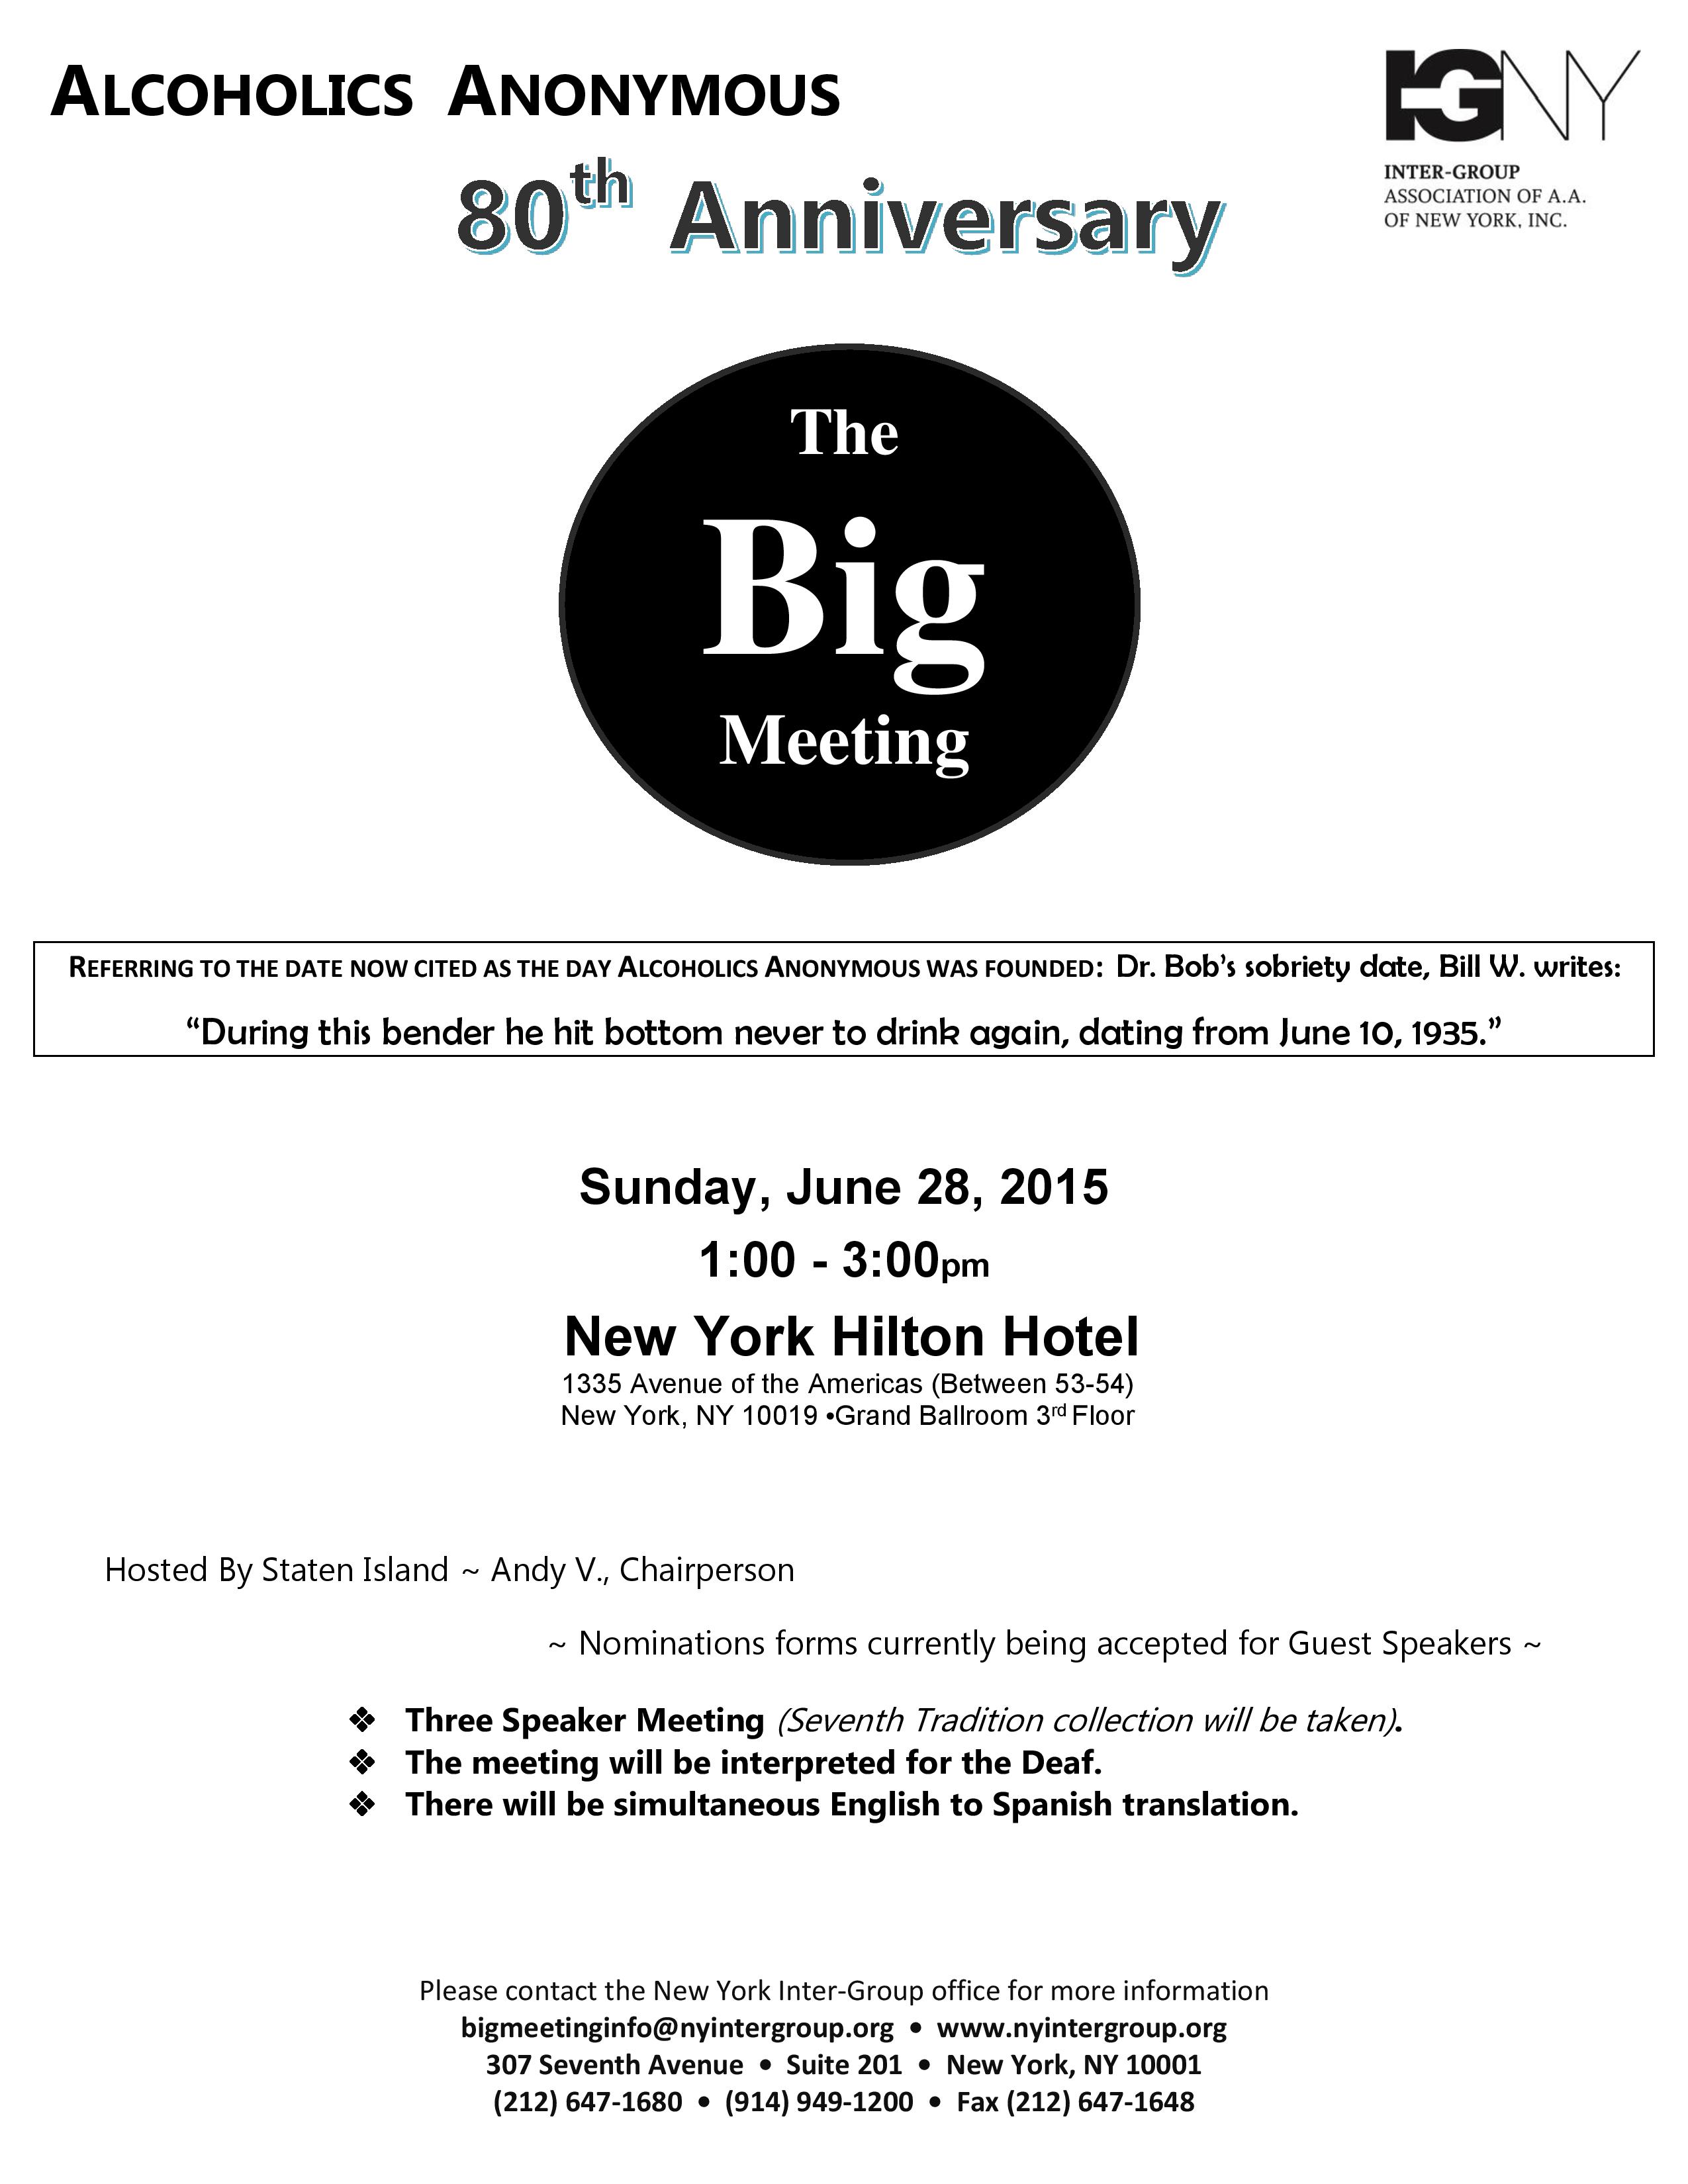 ALCOHOLICS ANONYMOUS
IGNY
INTER-GROUP
ASSOCIATION OF A.A.
OF NEW YORK, INC.
80th Anniversary
The
Big
Meeting
REFERRING TO THE DATE NOW CITED AS THE DAY ALCOHOLICS ANONYMOUS WAS FOUNDED: Dr. Bob's sobriety date, Bill W. writes:
“During this bender he hit bottom never to drink again, dating from June 10, 1935.”
Sunday, June 28, 2015
1:00 - 3:00pm
New York Hilton Hotel
1335 Avenue of the Americas (Between 53-54)
New York, NY 10019 •Grand Ballroom 3rd Floor
Hosted By Staten Island ~ Andy V., Chairperson
~ Nominations forms currently being accepted for Guest Speakers ~
❖ Three Speaker Meeting (Seventh Tradition collection will be taken).
❖ The meeting will be interpreted for the Deaf.
❖ There will be simultaneous English to Spanish translation.
Please contact the New York Inter-Group office for more information
bigmeetinginfo@nyintergroup.org • www.nyintergroup.org
307 Seventh Avenue • Suite 201 • New York, NY 10001
(212) 647-1680 • (914) 949-1200 • Fax (212) 647-1648